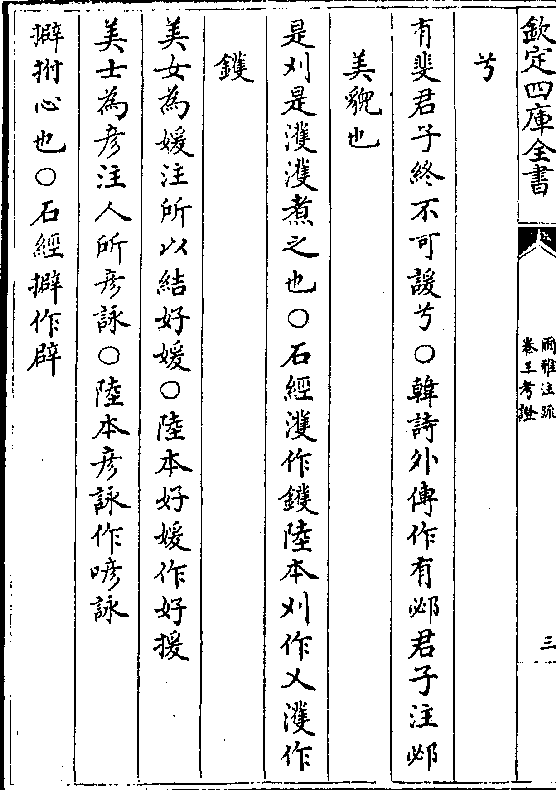 欽定四庫全書
爾雅注疏
卷三考證
三
兮
有斐君子終不可諼兮○韓詩外傳作有邲君子注邲
美貌也
是刈是濩濩煮之也○石經濩作鑊陸本刈作乂濩作
鑊
美女為媛注所以結好媛○陸本好媛作好援
美士為彥注人所彥詠○陸本彥詠作喭詠
擗拊心也○石經擗作辟